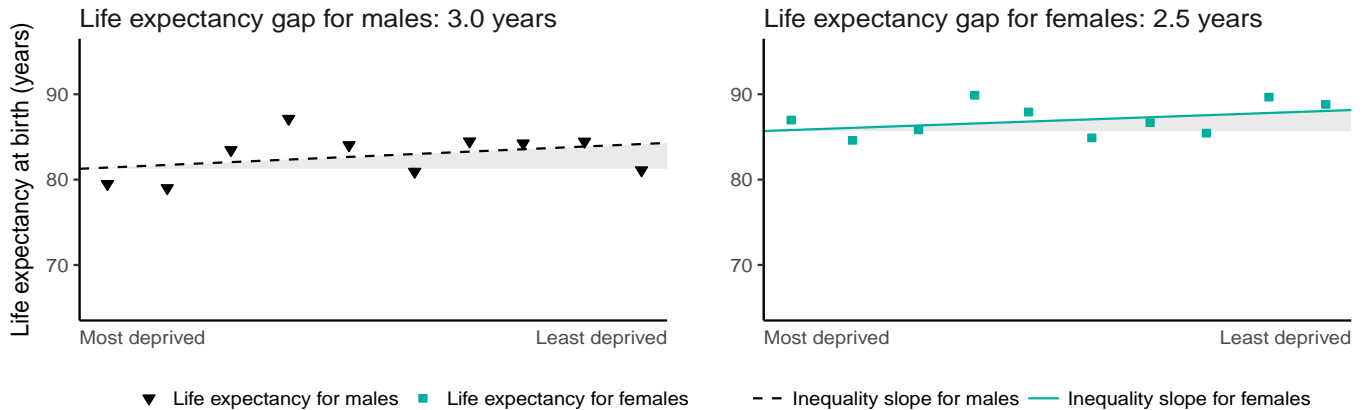 Life expectancy gap for males: 3.0 years
Life expectancy at birth (years)
90
80
70
Most deprived
Least deprived
Life expectancy gap for females: 2.5 years
90
80
70
Most deprived
Least deprived
Life expectancy for males
Life expectancy for females
Inequality slope for males
Inequality slope for females